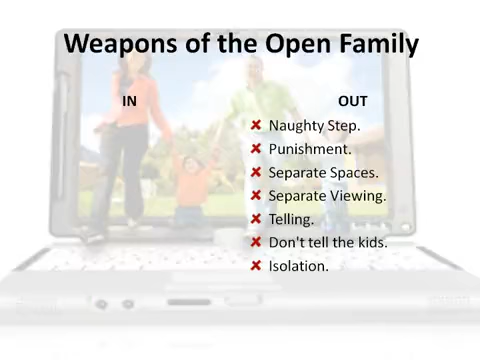 Weapons of the Open Family
IN
OUT
✘ Naughty Step.
✘ Punishment.
✘ Separate Spaces.
✘ Separate Viewing.
✘ Telling.
✘ Don't tell the kids.
✘ Isolation.